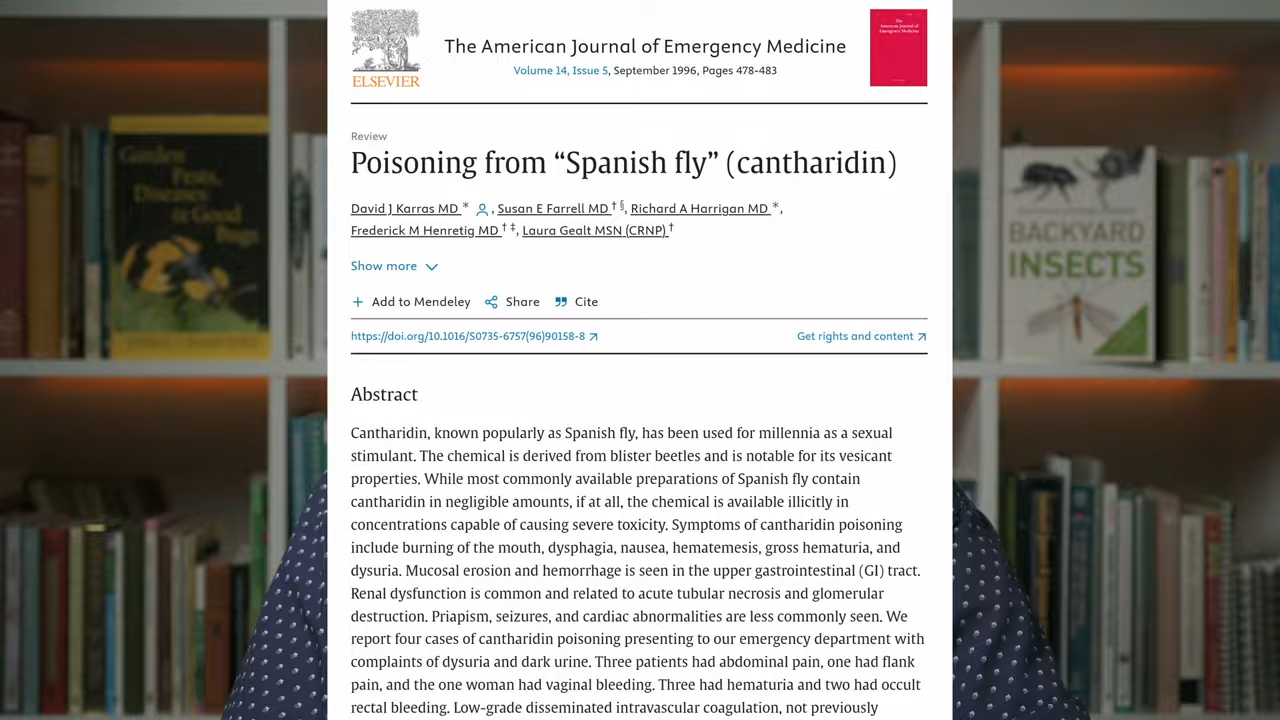 ELSEVIER
The American Journal of Emergency Medicine
Volume 14, Issue 5, September 1996, Pages 478-483
The
American Journal of
Emergency Medicine
Review
Poisoning from “Spanish fly” (cantharidin)
David J Karras MD * , Susan E Farrell MD † §, Richard A Harrigan MD *,
Frederick M Henretig MD † ‡, Laura Gealt MSN (CRNP) †
Show more
+ Add to Mendeley Share Cite
https://doi.org/10.1016/S0735-6757(96)90158-8 Get rights and content
Abstract
Cantharidin, known popularly as Spanish fly, has been used for millennia as a sexual
stimulant. The chemical is derived from blister beetles and is notable for its vesicant
properties. While most commonly available preparations of Spanish fly contain
cantharidin in negligible amounts, if at all, the chemical is available illicitly in
concentrations capable of causing severe toxicity. Symptoms of cantharidin poisoning
include burning of the mouth, dysphagia, nausea, hematemesis, gross hematuria, and
dysuria. Mucosal erosion and hemorrhage is seen in the upper gastrointestinal (GI) tract.
Renal dysfunction is common and related to acute tubular necrosis and glomerular
destruction. Priapism, seizures, and cardiac abnormalities are less commonly seen. We
report four cases of cantharidin poisoning presenting to our emergency department with
complaints of dysuria and dark urine. Three patients had abdominal pain, one had flank
pain, and the one woman had vaginal bleeding. Three had hematuria and two had occult
rectal bleeding. Low-grade disseminated intravascular coagulation, not previously
Garden
Pests,
Diseases
& Good
Bugs
BACKYARD
INSECTS